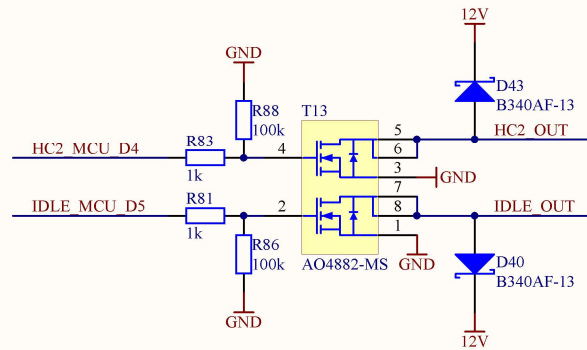 12V
GND
D43
B340AF-13
R88
100k
T13
HC2_MCU_D4
R83
1k
4
5
6
3
HC2_OUT
GND
IDLE_MCU_D5
R81
1k
2
7
8
1
IDLE_OUT
R86
100k
GND
AO4882-MS
D40
B340AF-13
GND
12V